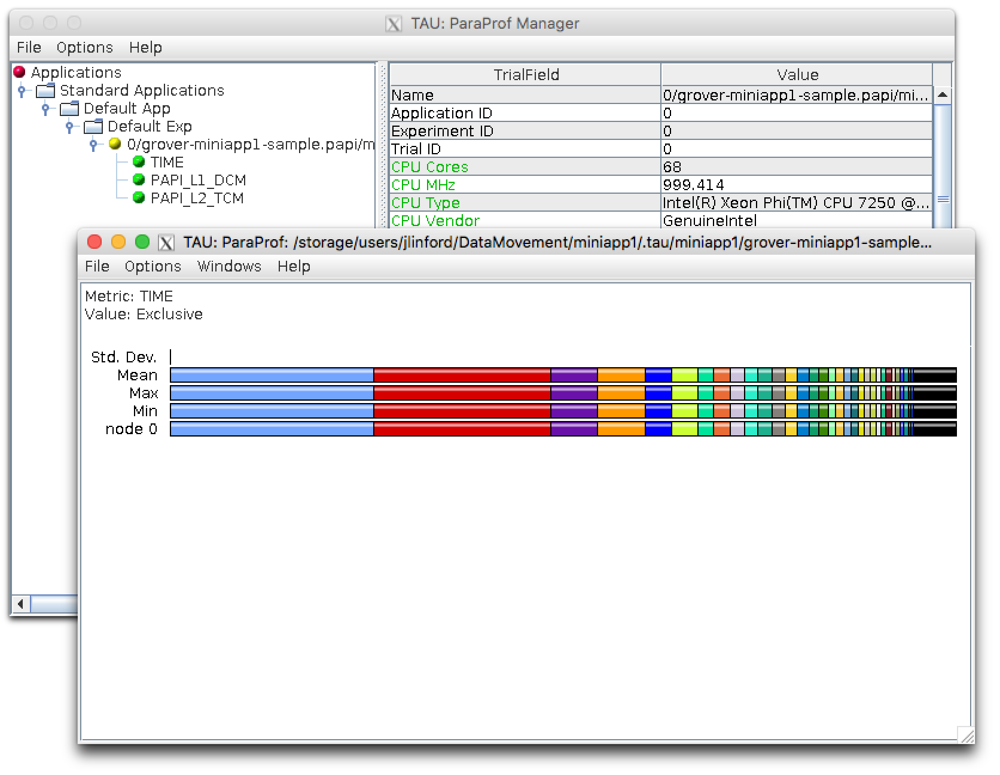 TAU: ParaProf Manager
File Options Help
Applications
Standard Applications
Default App
Default Exp
0/grover-miniapp1-sample.papi/m
TIME
PAPI_L1_DCM
PAPI_L2_TCM
TrialField Value
Name 0/grover-miniapp1-sample.papi/mi...
Application ID 0
Experiment ID 0
Trial ID 0
CPU Cores 68
CPU MHz 999.414
CPU Type Intel(R) Xeon Phi(TM) CPU 7250 @...
CPU Vendor GenuineIntel
TAU: ParaProf: /storage/users/jlinford/DataMovement/miniapp1/.tau/miniapp1/grover-miniapp1-sample...
File Options Windows Help
Metric: TIME
Value: Exclusive
Std. Dev.
Mean
Max
Min
node 0